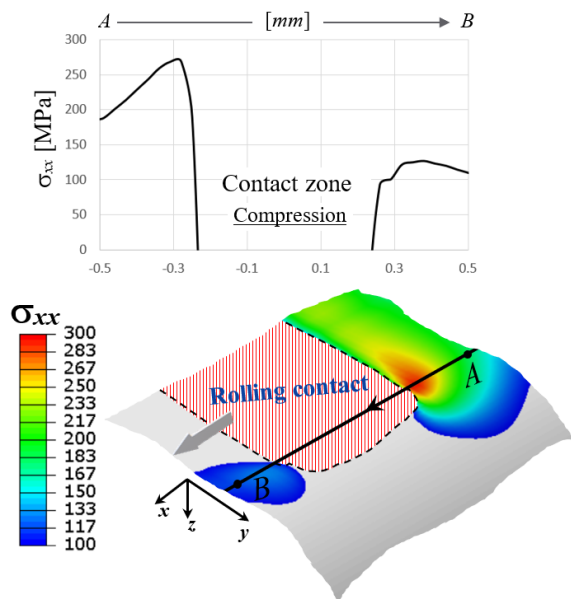 A [mm] B
σxx [MPa]
300
250
200
150
100
50
0
Contact zone
Compression
-0.5 -0.3 -0.1 0.1 0.3 0.5
σxx
300
283
267
250
233
217
200
183
167
150
133
117
100
Rolling contact
A
B
x
z
y